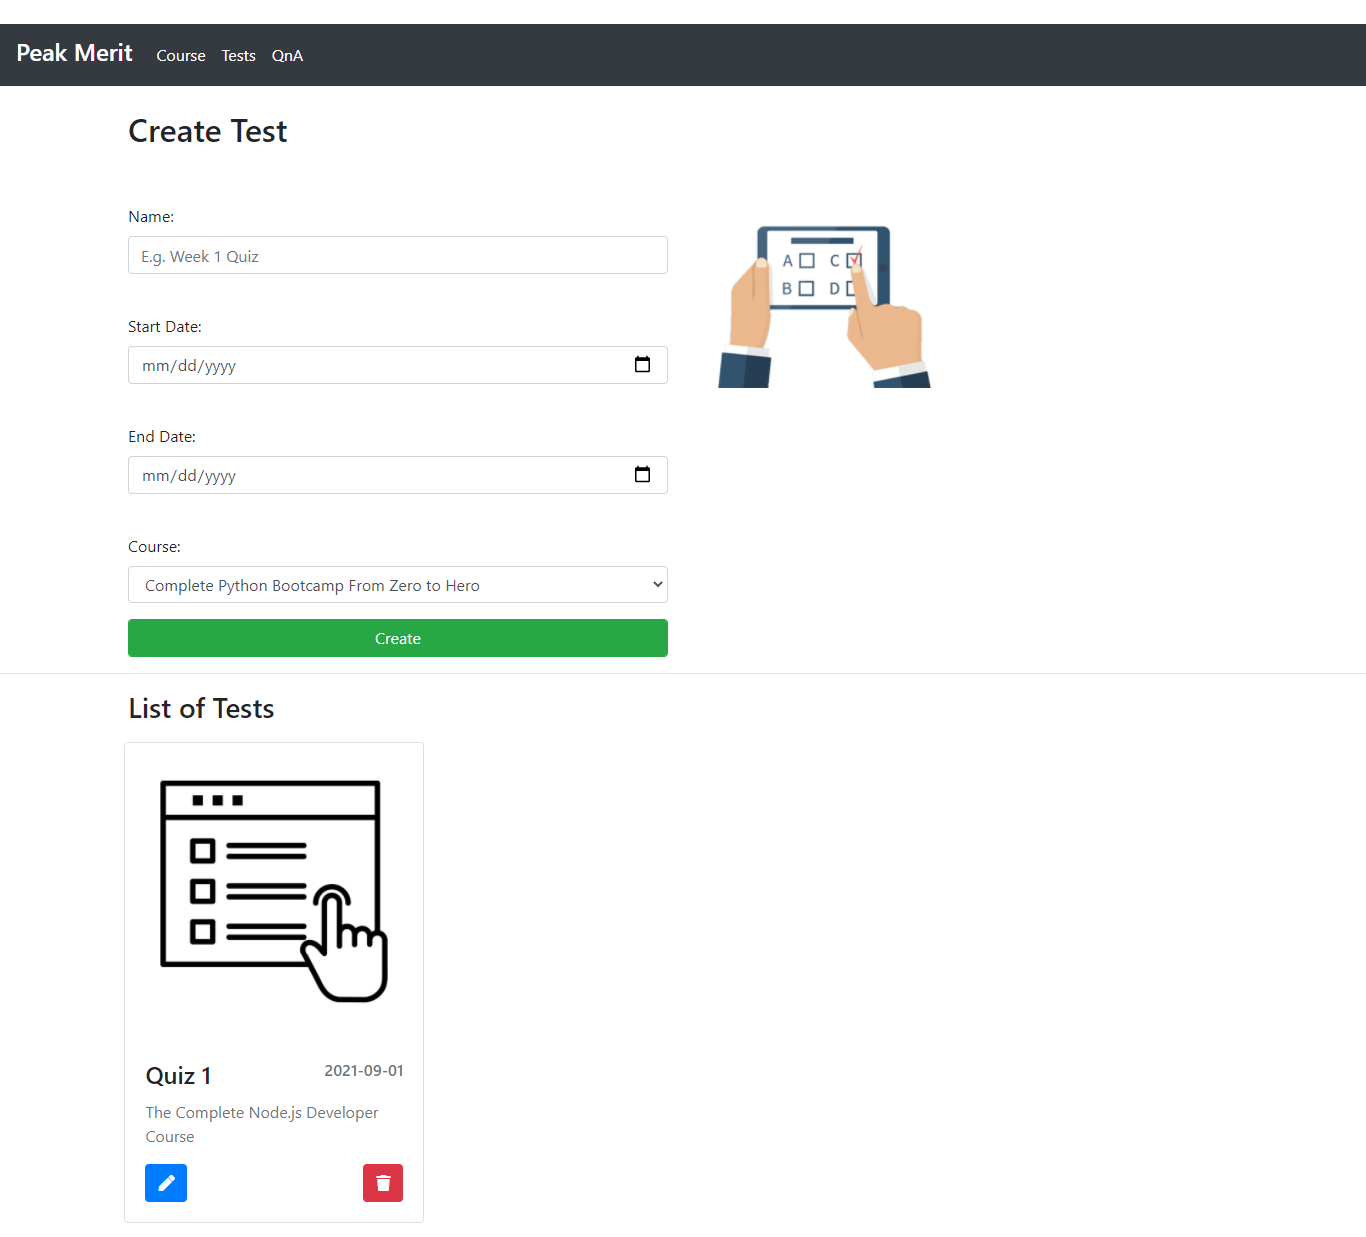 Peak Merit Course Tests QnA
Create Test
Name:
E.g. Week 1 Quiz
A C
B D
Start Date:
mm/dd/yyyy
End Date:
mm/dd/yyyy
Course:
Complete Python Bootcamp From Zero to Hero
Create
List of Tests
Quiz 1 2021-09-01
The Complete Node.js Developer
Course